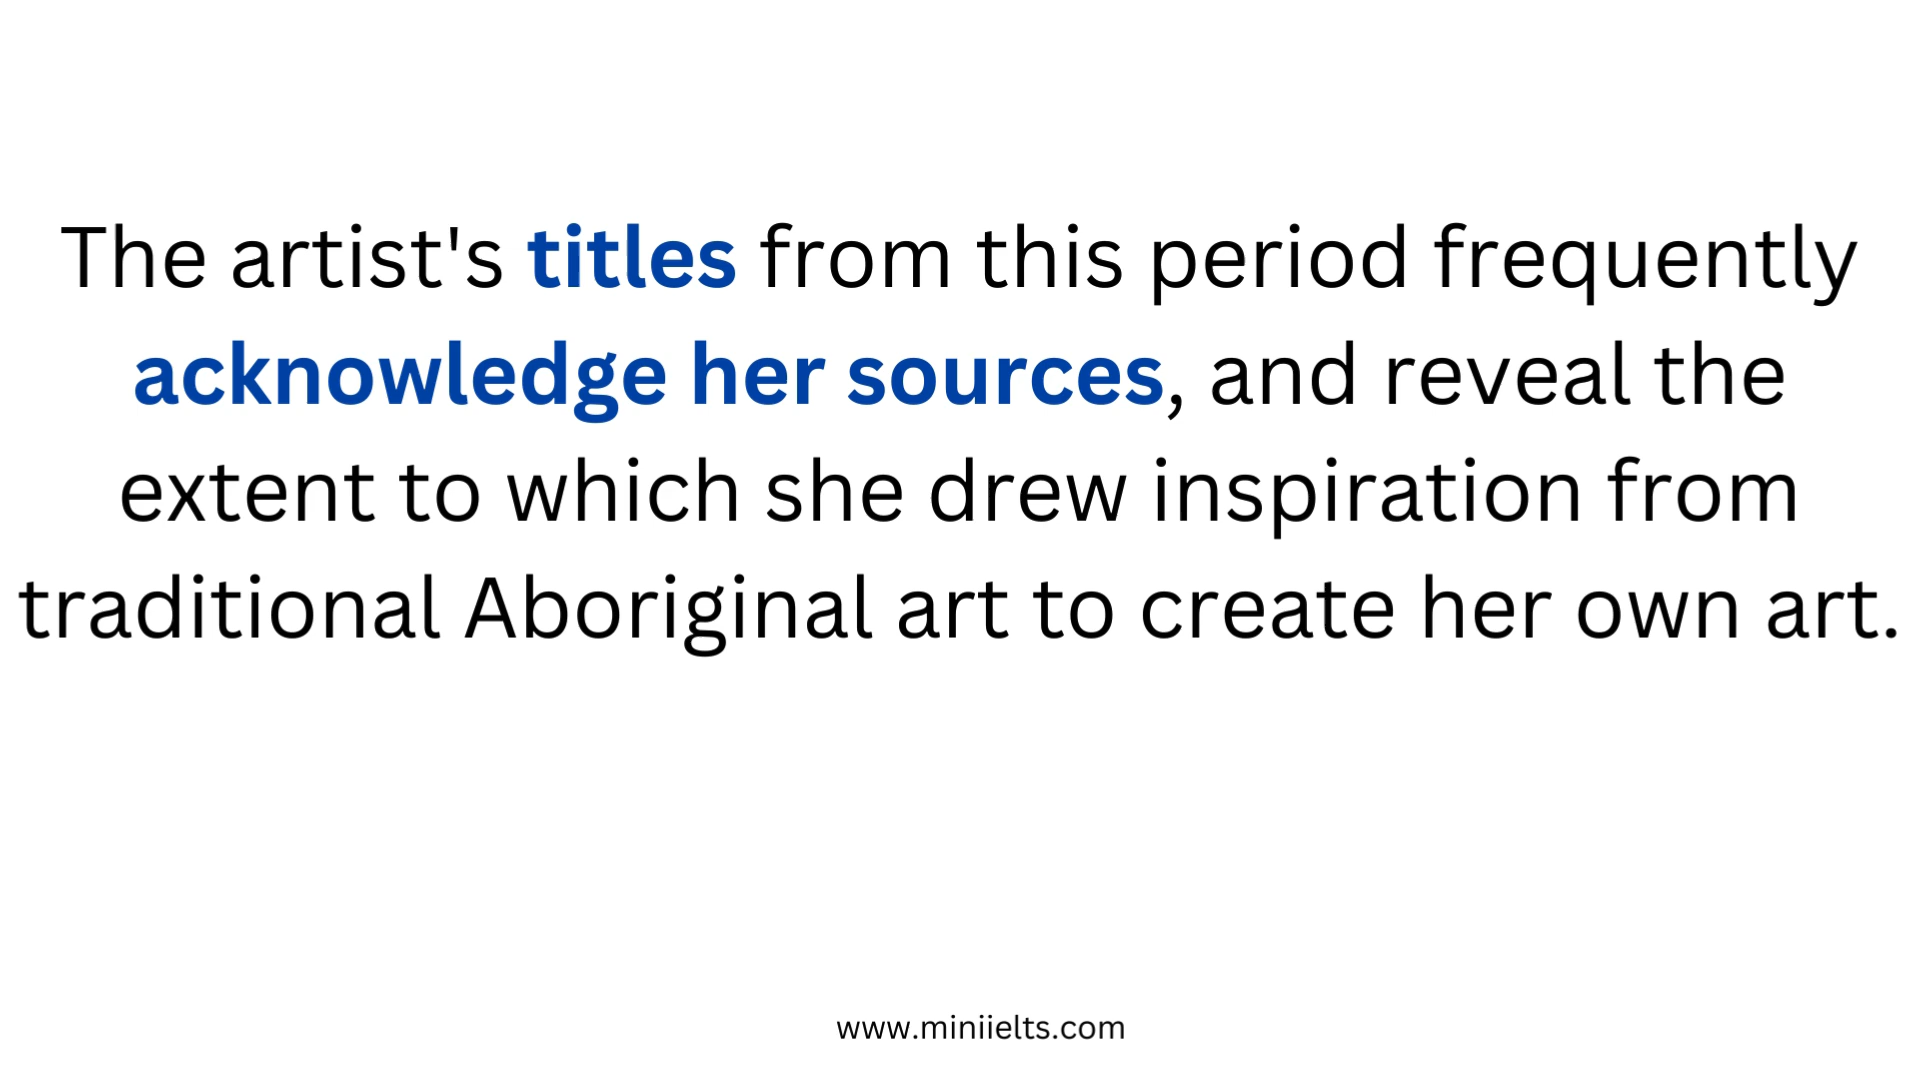 The artist's titles from this period frequently
acknowledge her sources, and reveal the
extent to which she drew inspiration from
traditional Aboriginal art to create her own art.
www.miniielts.com